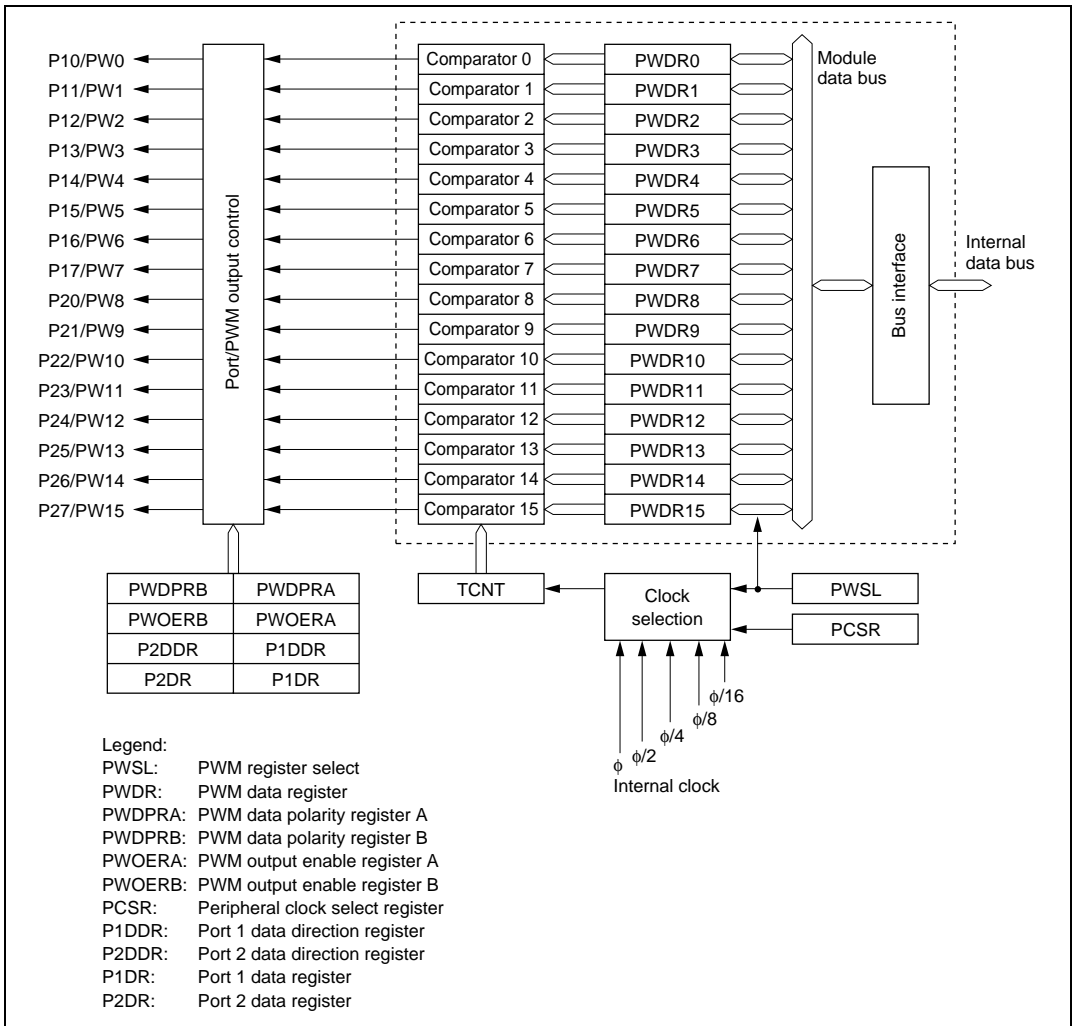 P10/PW0 Comparator 0 PWDR0 Module data bus
P11/PW1 Comparator 1 PWDR1
P12/PW2 Comparator 2 PWDR2
P13/PW3 Comparator 3 PWDR3
P14/PW4 Comparator 4 PWDR4
P15/PW5 Comparator 5 PWDR5
P16/PW6 Comparator 6 PWDR6
P17/PW7 Comparator 7 PWDR7
P20/PW8 Comparator 8 PWDR8
P21/PW9 Comparator 9 PWDR9
P22/PW10 Comparator 10 PWDR10
P23/PW11 Comparator 11 PWDR11
P24/PW12 Comparator 12 PWDR12
P25/PW13 Comparator 13 PWDR13
P26/PW14 Comparator 14 PWDR14
P27/PW15 Comparator 15 PWDR15
Port/PWM output control
Bus interface
Internal
data bus
PWDPRB PWDPRA
PWOERB PWOERA
P2DDR P1DDR
P2DR P1DR
TCNT
Clock
selection
PWSL
PCSR
ϕ
ϕ/2
ϕ/4
ϕ/8
ϕ/16
Internal clock
Legend:
PWSL: PWM register select
PWDR: PWM data register
PWDPRA: PWM data polarity register A
PWDPRB: PWM data polarity register B
PWOERA: PWM output enable register A
PWOERB: PWM output enable register B
PCSR: Peripheral clock select register
P1DDR: Port 1 data direction register
P2DDR: Port 2 data direction register
P1DR: Port 1 data register
P2DR: Port 2 data register